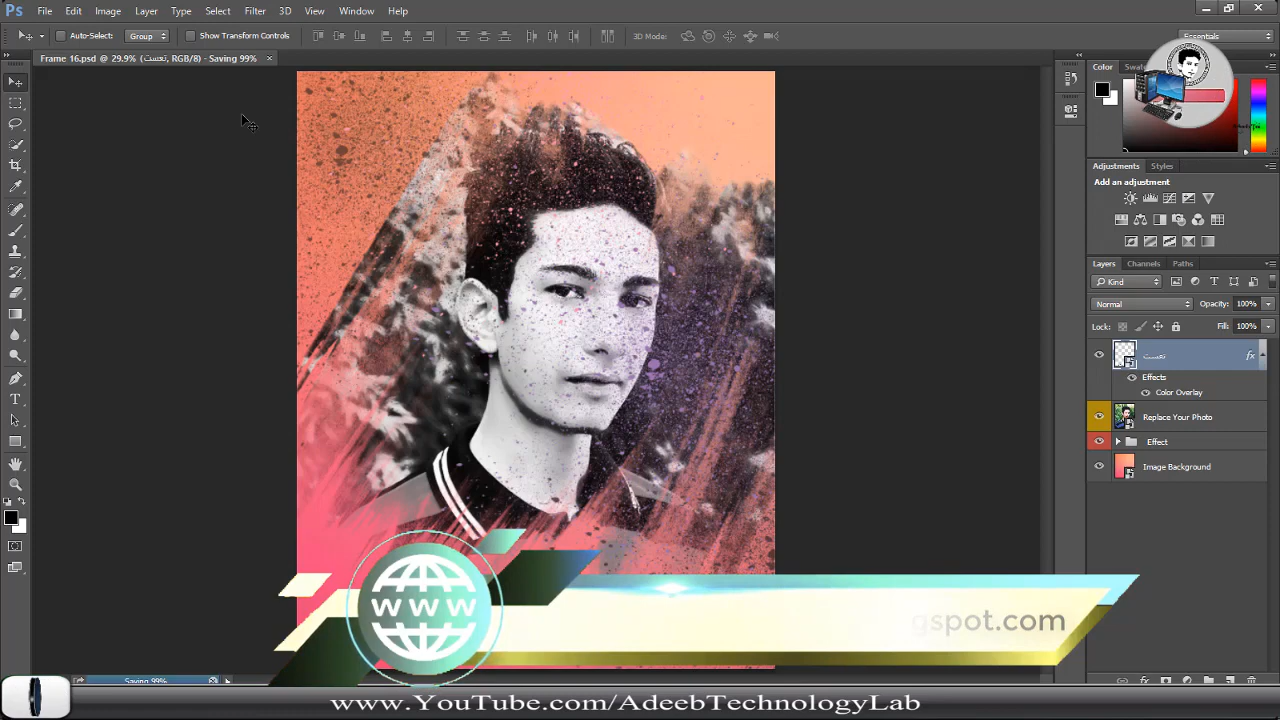 Ps File Edit Image Layer Type Select Filter 3D View Window Help
Auto-Select: Group Show Transform Controls 3D Mode: Essentials
Frame 16.psd @ 29.9% (تعست, RGB/8) - Saving 99% ×
Color Swatc
Adjustments Styles
Add an adjustment
Layers Channels Paths
Kind
Normal Opacity: 100%
Lock: Fill: 100%
fx
Effects
Color Overlay
Replace Your Photo
Effect
Image Background
WWW
gspot.com
Saving 99%
www.YouTube.com/AdeebTechnologyLab